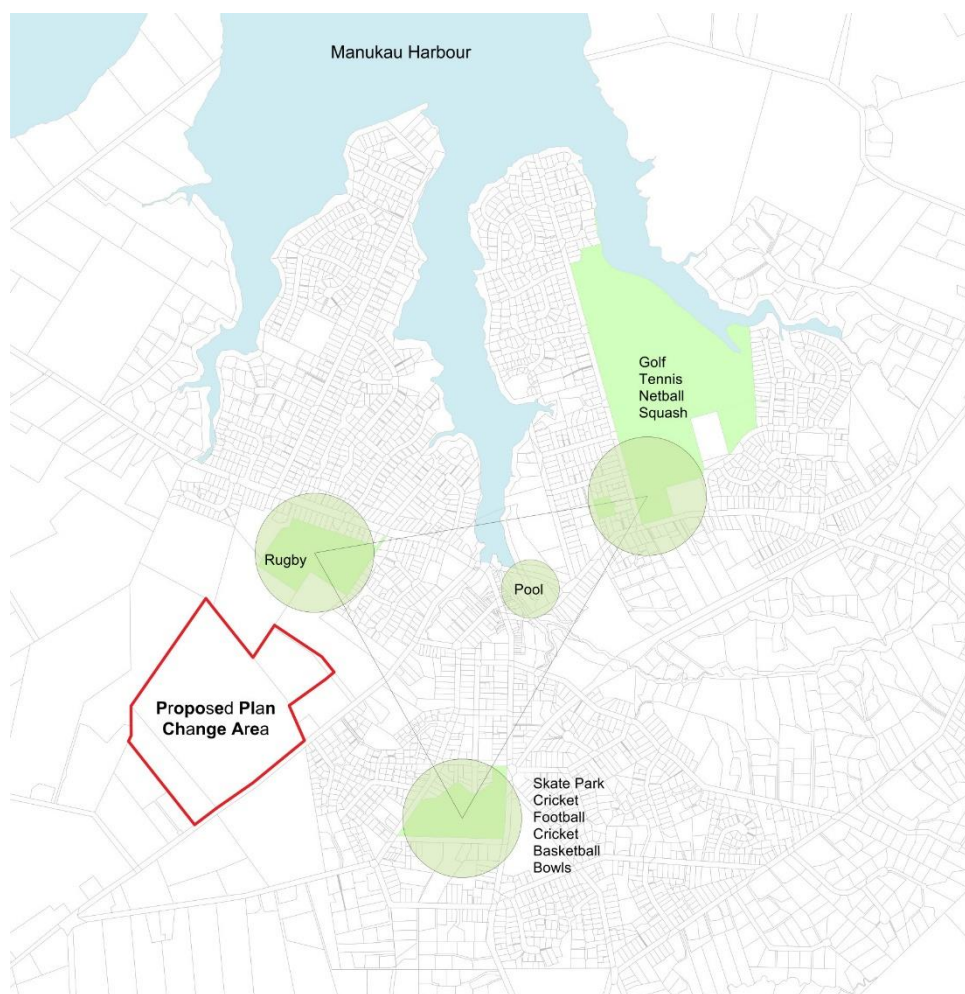 Manukau Harbour
Golf
Tennis
Netball
Squash
Rugby
Pool
Proposed Plan
Change Area
Skate Park
Cricket
Football
Cricket
Basketball
Bowls